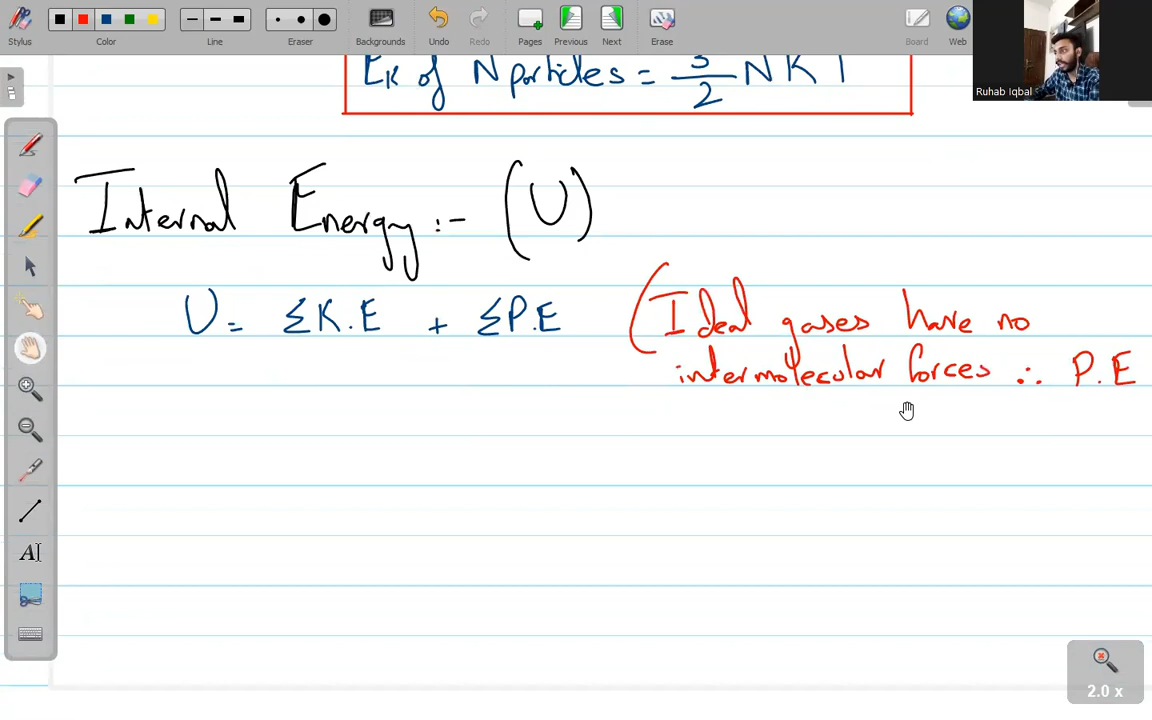 Stylus Color Line Eraser Backgrounds Undo Redo Pages Previous Next Erase Board Web
Ruhab Iqbal
EK of N particles = 3/2 N K T
Internal Energy :- (U)
U = ΣK.E + ΣP.E
(Ideal gases have no
intermolecular forces ∴ P.E
2.0 x